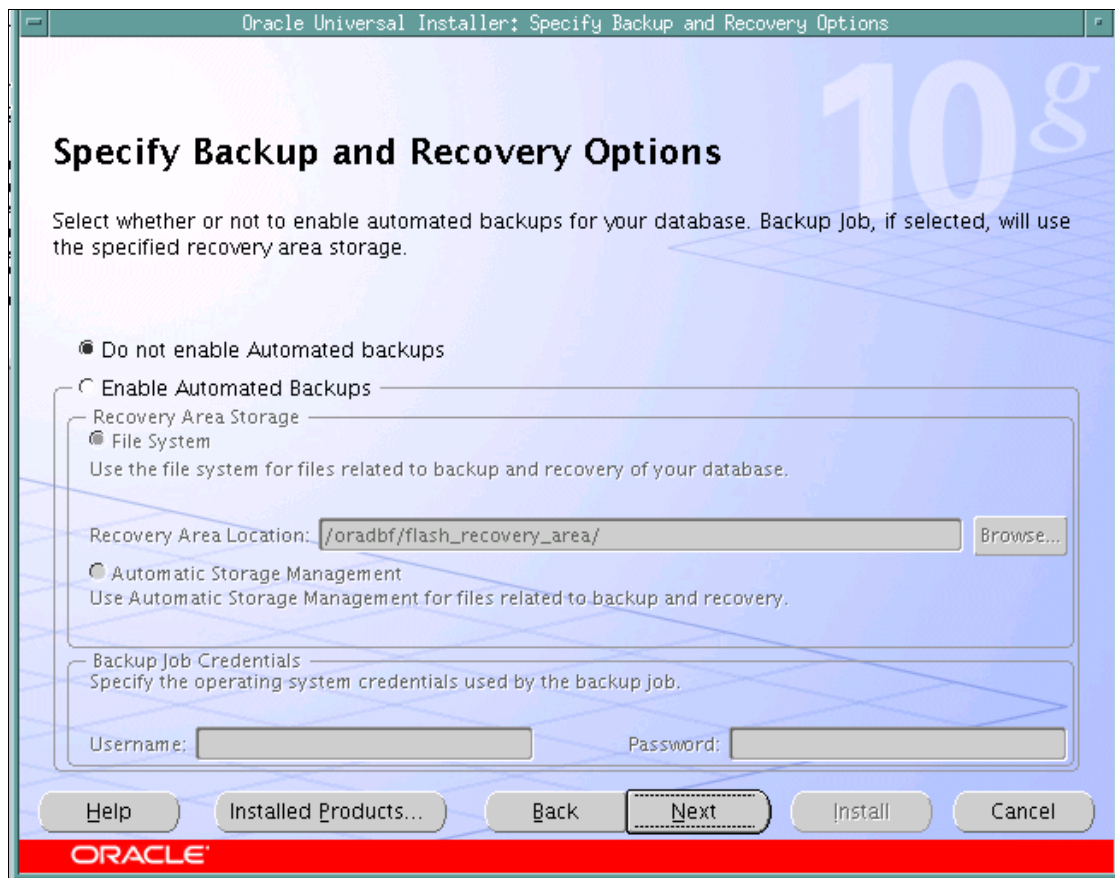 Oracle Universal Installer: Specify Backup and Recovery Options
10g
Specify Backup and Recovery Options
Select whether or not to enable automated backups for your database. Backup Job, if selected, will use
the specified recovery area storage.
Do not enable Automated backups
Enable Automated Backups
Recovery Area Storage
File System
Use the file system for files related to backup and recovery of your database.
Recovery Area Location: /oradbf/flash_recovery_area/ Browse...
Automatic Storage Management
Use Automatic Storage Management for files related to backup and recovery.
Backup Job Credentials
Specify the operating system credentials used by the backup job.
Username: Password:
Help Installed Products... Back Next Install Cancel
ORACLE